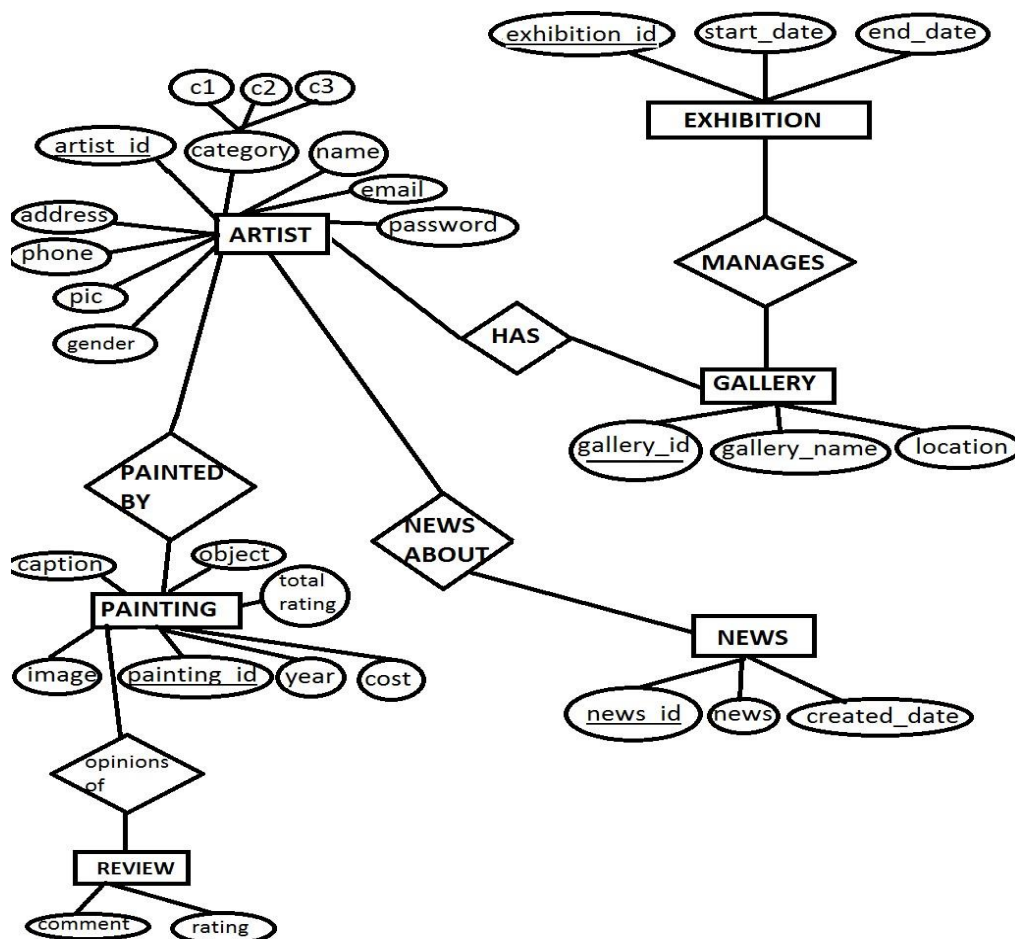 exhibition_id
start_date
end_date
EXHIBITION
c1
c2
c3
artist_id
category
name
email
password
address
phone
pic
gender
ARTIST
MANAGES
HAS
GALLERY
gallery_id
gallery_name
location
PAINTED
BY
NEWS
ABOUT
caption
object
total
rating
PAINTING
image
painting_id
year
cost
NEWS
news_id
news
created_date
opinions
of
REVIEW
comment
rating